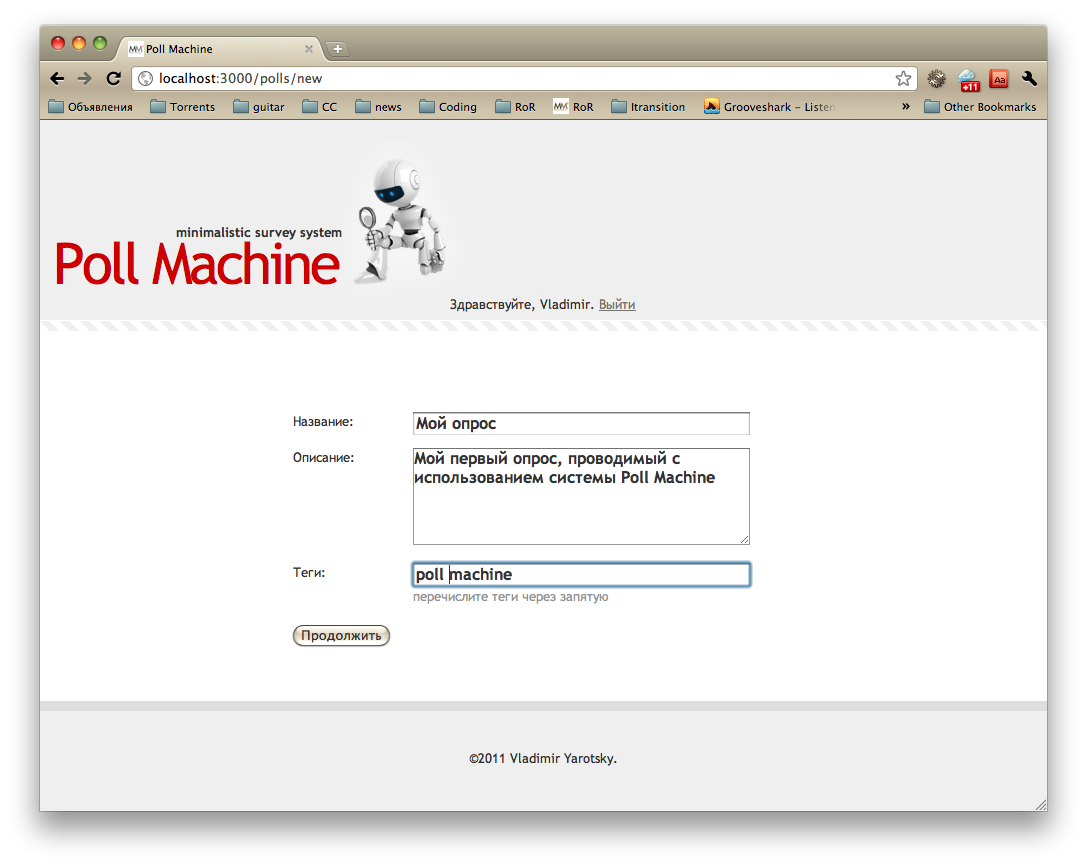 Poll Machine
localhost:3000/polls/new
+11
Aa
Объявления Torrents guitar CC news Coding RoR MM RoR Itransition Grooveshark – Listen » Other Bookmarks
minimalistic survey system
Poll Machine
Здравствуйте, Vladimir. Выйти
Название: Мой опрос
Описание: Мой первый опрос, проводимый с
использованием системы Poll Machine
Теги: poll machine
перечислите теги через запятую
Продолжить
©2011 Vladimir Yarotsky.